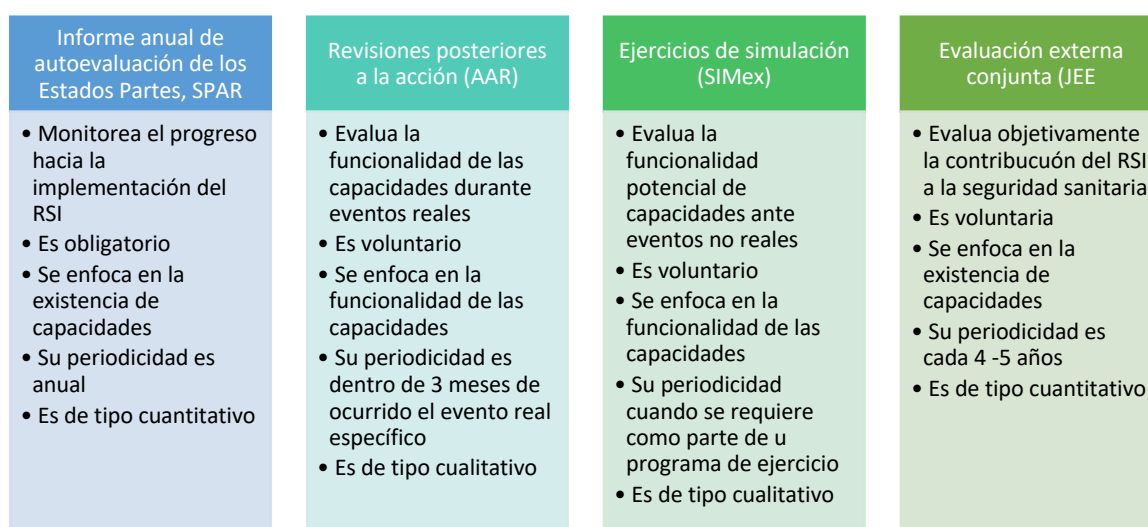 Informe anual de
autoevaluación de los
Estados Partes, SPAR
• Monitorea el progreso
hacia la
implementación del
RSI
• Es obligatorio
• Se enfoca en la
existencia de
capacidades
• Su periodicidad es
anual
• Es de tipo cuantitativo
Revisiones posteriores
a la acción (AAR)
• Evalua la
funcionalidad de las
capacidades durante
eventos reales
• Es voluntario
• Se enfoca en la
funcionalidad de las
capacidades
• Su periodicidad es
dentro de 3 meses de
ocurrido el evento real
específico
• Es de tipo cualitativo
Ejercicios de simulación
(SIMex)
• Evalua la
funcionalidad
potencial de
capacidades ante
eventos no reales
• Es voluntario
• Se enfoca en la
funcionalidad de las
capacidades
• Su periodicidad
cuando se requiere
como parte de u
programa de ejercicio
• Es de tipo cualitativo
Evaluación externa
conjunta (JEE
• Evalua objetivamente
la contribucuón del RSI
a la seguridad sanitaria
• Es voluntaria
• Se enfoca en la
existencia de
capacidades
• Su periodicidad es
cada 4 -5 años
• Es de tipo cuantitativo